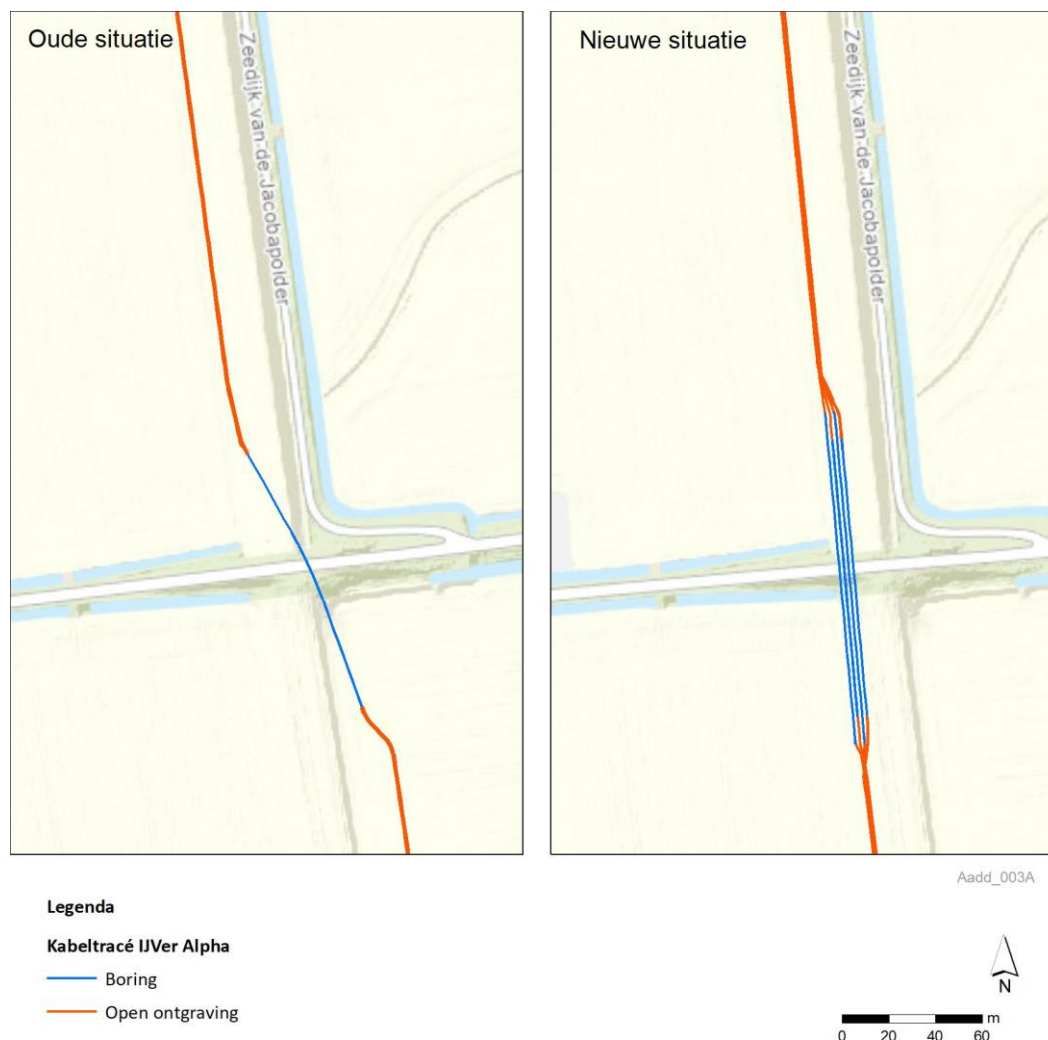 Oude situatie
Zeedijk van de Jacobapolder
Nieuwe situatie
Zeedijk van de Jacobapolder
Aadd_003A
Legenda
Kabeltracé IJVer Alpha
Boring
Open ontgraving
N
m
0 20 40 60